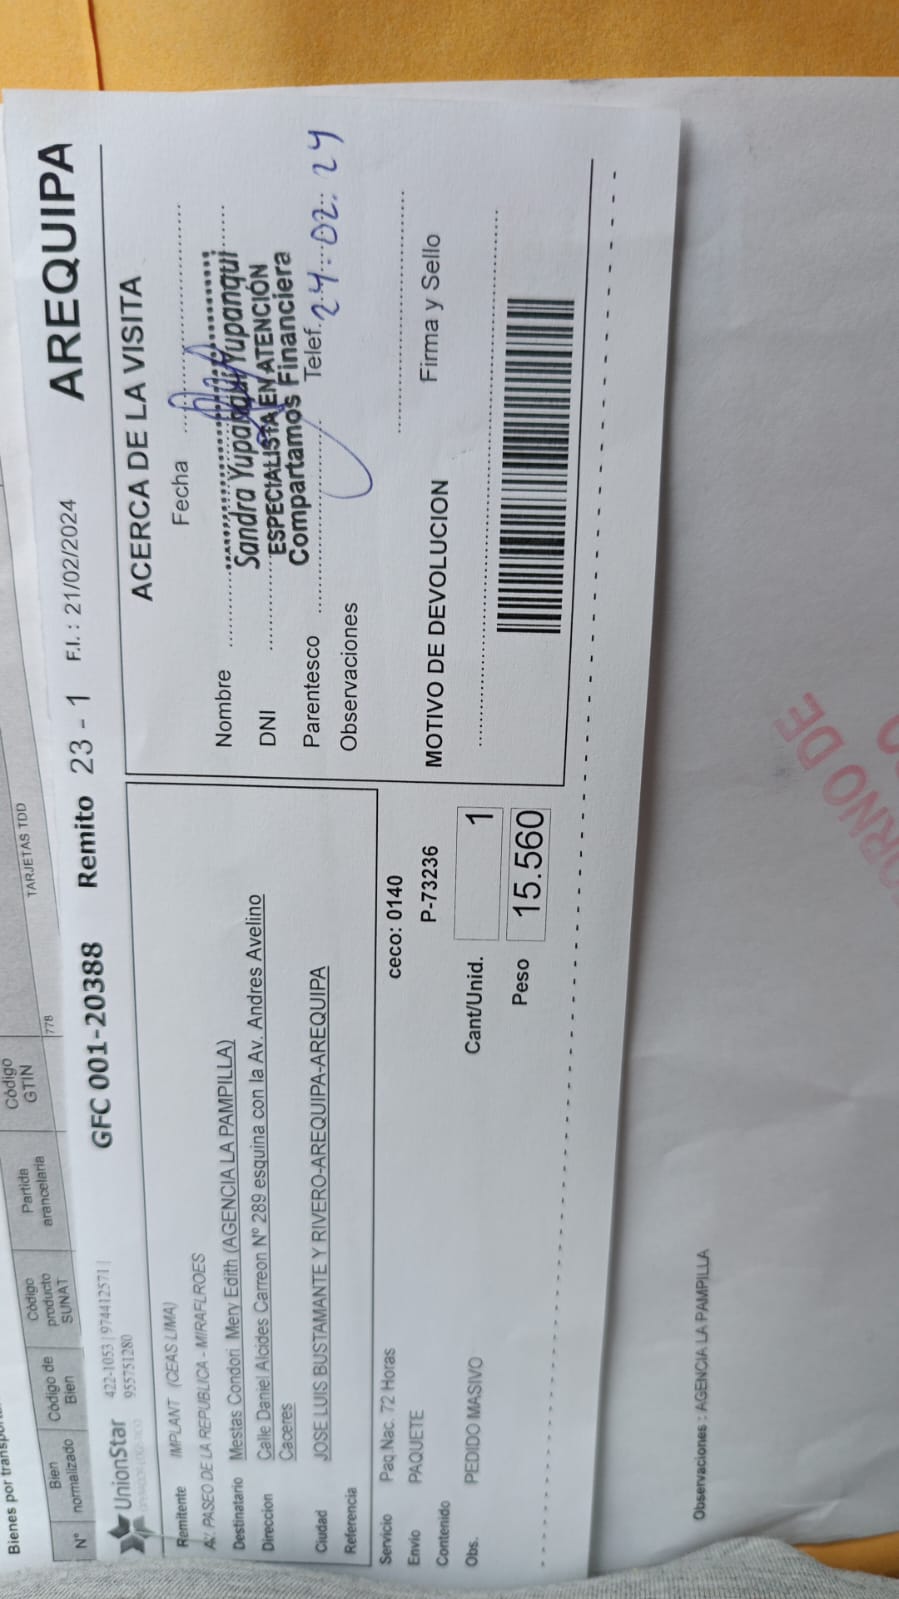 Bienes por transpor
Nº
Bien normalizado
Código de Bien
Código producto SUNAT
Partida arancelaria
Código GTIN
778
TARJETAS TDD
UnionStar
422-1053 | 974412571 |
955751280
GFC 001-20388 Remito 23 - 1 F.I. : 21/02/2024 AREQUIPA
Remitente IMPLANT (CEAS LIMA)
AV. PASEO DE LA REPUBLICA - MIRAFLROES
Destinatario Mestas Condori Mery Edith (AGENCIA LA PAMPILLA)
Direccion Calle Daniel Alcides Carreon Nº 289 esquina con la Av. Andres Avelino
Caceres
Ciudad JOSE LUIS BUSTAMANTE Y RIVERO-AREQUIPA-AREQUIPA
Referencia
Servicio Paq.Nac. 72 Horas ceco: 0140
Envio PAQUETE P-73236
Contenido
Obs. PEDIDO MASIVO Cant/Unid. 1
Peso 15.560
ACERCA DE LA VISITA
Fecha
Nombre
Sandra Yupanqui Yupanqui
DNI
ESPECIALISTA EN ATENCIÓN
Compartamos Financiera
Parentesco Telef.
24.02.24
Observaciones
MOTIVO DE DEVOLUCION Firma y Sello
Observaciones : AGENCIA LA PAMPILLA
ORNO DE